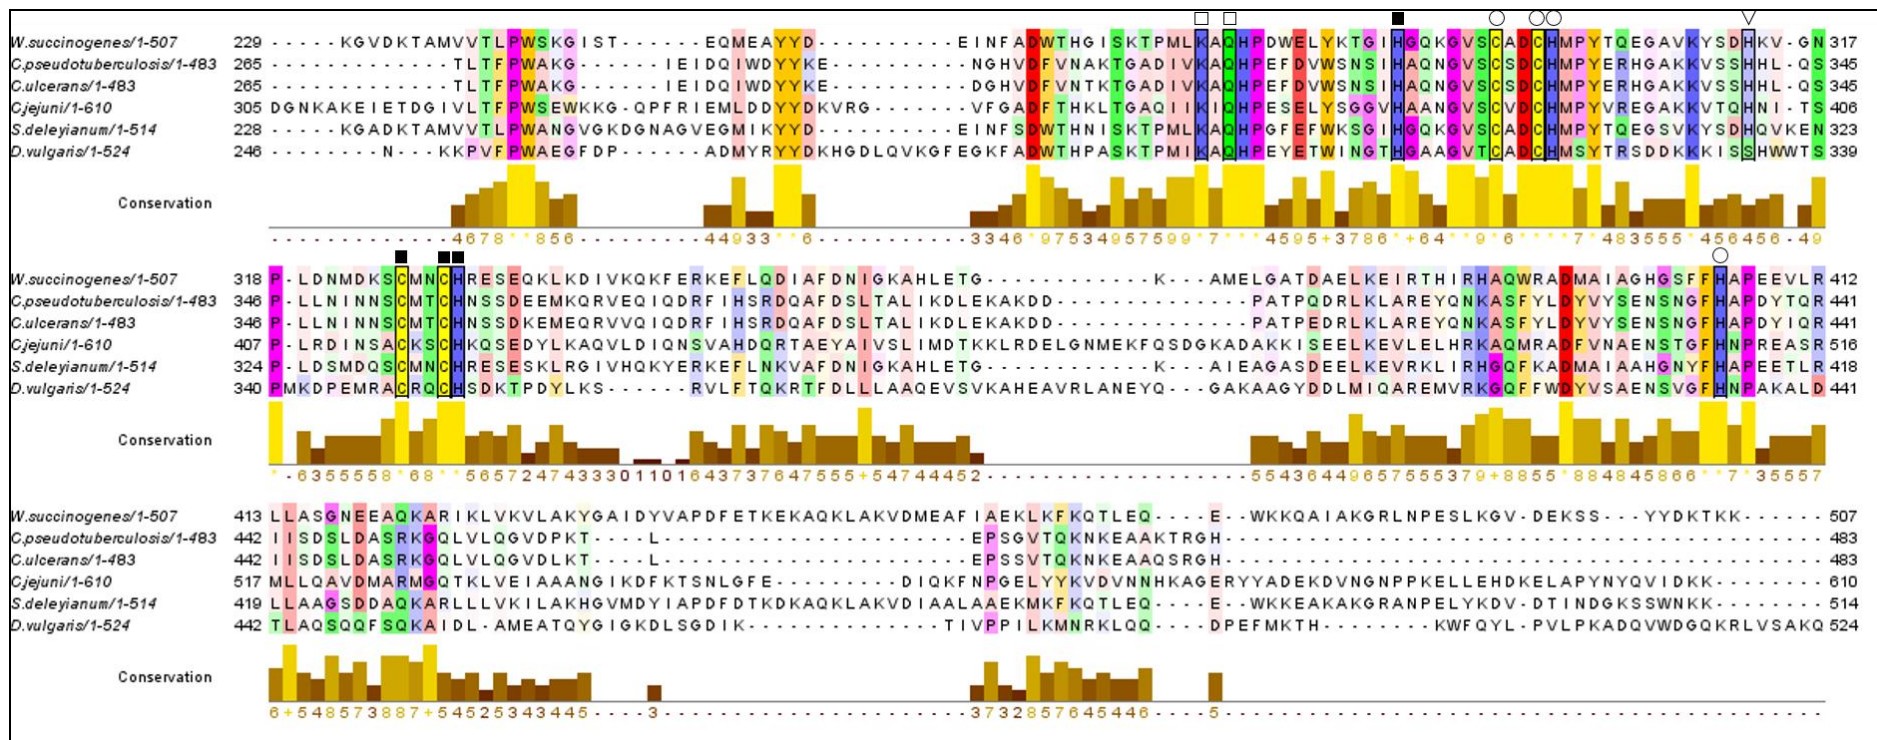 W.succinogenes/1-507 229 - - - - - KGVDKTAMVVTLPWSKGIST - - - - - - EQMEAYYD - - - - - - - - - - EINFADWTHGISKTPMLKAQHPDWELYKTGIHGQKGVSCADCHMPYTQEGAVKYSDHKV - GN 317
C.pseudotuberculosis/1-483 265 - - - - - - - - - - - - - TLTFPWAKG - - - - - - IEIDQIWDYYKE - - - - - - - - - NGHVDFVNAKTGADIVKAQHPEFDVWSNSIHAQNGVSCSDCHMPYERHGAKKVSSHHL - QS 345
C.ulcerans/1-483 265 - - - - - - - - - - - - - TLTFPWAKG - - - - - - IEIDQIWDYYKE - - - - - - - - - DGHVDFVNTKTGADIVKAQHPEFDVWSNSIHAQNGVSCSDCHMPYERHGAKKVSSHHL - QS 345
C.jejuni/1-610 305 DGNKAKEIETDGIVLTFPWSEWKKG - QPFRIEMLDDYYDKVRG - - - - - - VFGADFTHKLTGAQIIKIQHPESELYSGGVHAANGVSCVDCHMPYVREGAKKVTQHNI - TS 406
S.deleyianum/1-514 228 - - - - - KGADKTAMVVTLPWANGVGKDGNAGVEGMIKYYD - - - - - - - - - - EINFSDWTHNISKTPMLKAQHPGFEFWKSGIHGQKGVSCADCHMPYTQEGSVKYSDHQVKEN 323
D.vulgaris/1-524 246 - - - - - - - - N - - - KKPVFPWAEGFDP - - - - - - ADMYRYYDKHGDLQVKGFEGKFADWTHPASKTPMIKAQHPEYETWINGTHGAAGVTCADCHMSYTRSDDKKKISSHWWTS 339
Conservation
W.succinogenes/1-507 318 P - LDNMDKSCMNCHRESEQKLKDIVKQKFERKEFLQDIAFDNIGKAHLETG - - - - - - - - - - - - K - - - AMELGATDAELKEIRTHIRHAQWRADMAIAGHGSFFHAPEEVLR 412
C.pseudotuberculosis/1-483 346 P - LLNINNSCMTCHNSSDEEMKQRVEQIQDRFIHSRDQAFDSLTALIKDLEKAKDD - - - - - - - - - - - - - - PATPQDRLKLAREYQNKASFYLDYVYSENSNGFHAPDYTQR 441
C.ulcerans/1-483 346 P - LLNINNSCMTCHNSSDKEMEQRVVQIQDRFIHSRDQAFDSLTALIKDLEKAKDD - - - - - - - - - - - - - - PATPEDRLKLAREYQNKASFYLDYVYSENSNGFHAPDYIQR 441
C.jejuni/1-610 407 P - LRDINSACKSCHKQSEDYLKAQVLDIQNSVAHDQRTAEYAIVSLIMDTKKLRDELGNMEKFQSDGKADAKKISEELKEVLELHRKAQMRADFVNAENSTGFHNPREASR 516
S.deleyianum/1-514 324 P - LDSMDQSCMNCHRESESKLRGIVHQKYERKEFLNKVAFDNIGKAHLETG - - - - - - - - - - - - K - - - AIEAGASDEELKEVRKLIRHGQFKADMAIAAHGNYFHAPEETLR 418
D.vulgaris/1-524 340 PMKDPEMRACRQCHSDKTPDYLKS - - - - - RVLFTQKRTFDLLLAAQEVSVKAHEAVRLANEYQ - - - GAKAAGYDDLMIQAREMVRKGQFFWDYVSAENSVGFHNPAKALD 441
Conservation
W.succinogenes/1-507 413 LLASGNEEAQKARIKLVKVLAKYGAIDYVAPDFETKEKAQKLAKVDMEAFIAEKLKFKQTLEQ - - - - E - - WKKQAIAKGRLNPESLKGV - DEKSS - - - YYDKTKK - - - - - - 507
C.pseudotuberculosis/1-483 442 IISDSLDASRKGQLVLQGVDPKT - - - - L - - - - - - - - - - - - - - - - - - - - - - EPSGVTQKNKEAAKTRGH - - - - - - - - - - - - - - - - - - - - - - - - - - - - - - - - - - - - - - - - - - - 483
C.ulcerans/1-483 442 IISDSLDASRKGQLVLQGVDLKT - - - - L - - - - - - - - - - - - - - - - - - - - - - EPSSVTQKNKEAAQSRGH - - - - - - - - - - - - - - - - - - - - - - - - - - - - - - - - - - - - - - - - - - - 483
C.jejuni/1-610 517 MLLQAVDMARMGQTKLVEIAAANGIKDFKTSNLGFE - - - - - - - - - DIQKFNPGELYYKVDVNNHKAGERYYADEKDVNGNPPKELLEHDKELAPYNYQVIDKK - - - - - - - - 610
S.deleyianum/1-514 419 LLAAGSDDAQKARLLLVKILAKHGVMDYIAPDFDTKDKAQKLAKVDIAALAAEKMKFKQTLEQ - - - - E - - WKKEAKAKGRANPELYKDV - DTINDGKSSWNKK - - - - - - - - 514
D.vulgaris/1-524 442 TLAQSQQFSQKAIDL - AMEATQYGIGKDLSGDIK - - - - - - - - - - - - - - TIVPPILKMNRKLQQ - - - - DPEFMKTH - - - - - - - - KWFQYL - PVLPKADQVWDGQKRLVSAKQ 524
Conservation